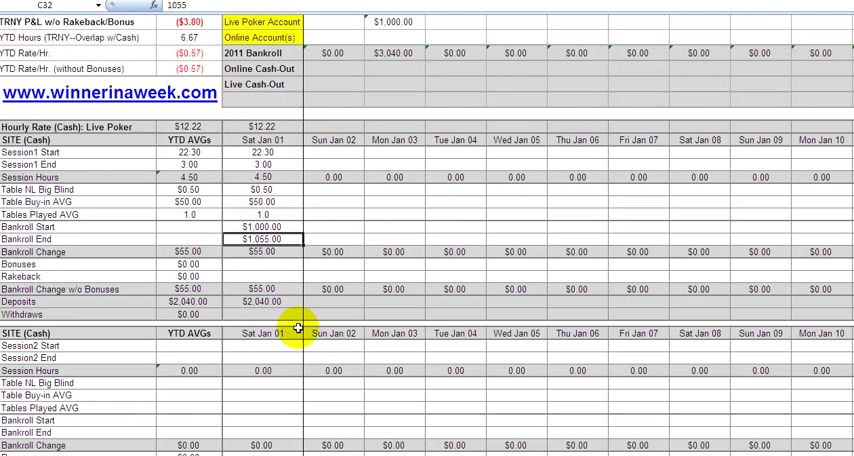 C32 fx 1055
TRNY P&L w/o Rakeback/Bonus ($3.80) Live Poker Account $1,000.00
YTD Hours (TRNY--Overlap w/Cash) 6.67 Online Account(s)
YTD Rate/Hr. ($0.57) 2011 Bankroll $0.00 $3,040.00 $0.00 $0.00 $0.00 $0.00 $0.00 $0.00 $0.00
YTD Rate/Hr. (without Bonuses) ($0.57) Online Cash-Out
www.winnerinaweek.com Live Cash-Out
Hourly Rate (Cash): Live Poker $12.22 $12.22
SITE (Cash) YTD AVGs Sat Jan 01 Sun Jan 02 Mon Jan 03 Tue Jan 04 Wed Jan 05 Thu Jan 06 Fri Jan 07 Sat Jan 08 Sun Jan 09 Mon Jan 10
Session1 Start 22:30 22:30
Session1 End 3:00 3:00
Session Hours 4.50 4.50 0.00 0.00 0.00 0.00 0.00 0.00 0.00 0.00 0.00
Table NL Big Blind $0.50 $0.50
Table Buy-in AVG $50.00 $50.00
Tables Played AVG 1.0 1.0
Bankroll Start $1,000.00
Bankroll End $1,055.00
Bankroll Change $55.00 $55.00 $0.00 $0.00 $0.00 $0.00 $0.00 $0.00 $0.00 $0.00 $0.00
Bonuses $0.00
Rakeback $0.00
Bankroll Change w/o Bonuses $55.00 $55.00 $0.00 $0.00 $0.00 $0.00 $0.00 $0.00 $0.00 $0.00 $0.00
Deposits $2,040.00 $2,040.00
Withdraws $0.00
SITE (Cash) YTD AVGs Sat Jan 01 Sun Jan 02 Mon Jan 03 Tue Jan 04 Wed Jan 05 Thu Jan 06 Fri Jan 07 Sat Jan 08 Sun Jan 09 Mon Jan 10
Session2 Start
Session2 End
Session Hours 0.00 0.00 0.00 0.00 0.00 0.00 0.00 0.00 0.00 0.00 0.00
Table NL Big Blind
Table Buy-in AVG
Tables Played AVG
Bankroll Start
Bankroll End
Bankroll Change $0.00 $0.00 $0.00 $0.00 $0.00 $0.00 $0.00 $0.00 $0.00 $0.00 $0.00